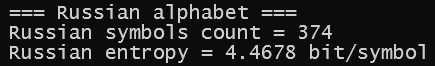 === Russian alphabet ===
Russian symbols count = 374
Russian entropy = 4.4678 bit/symbol